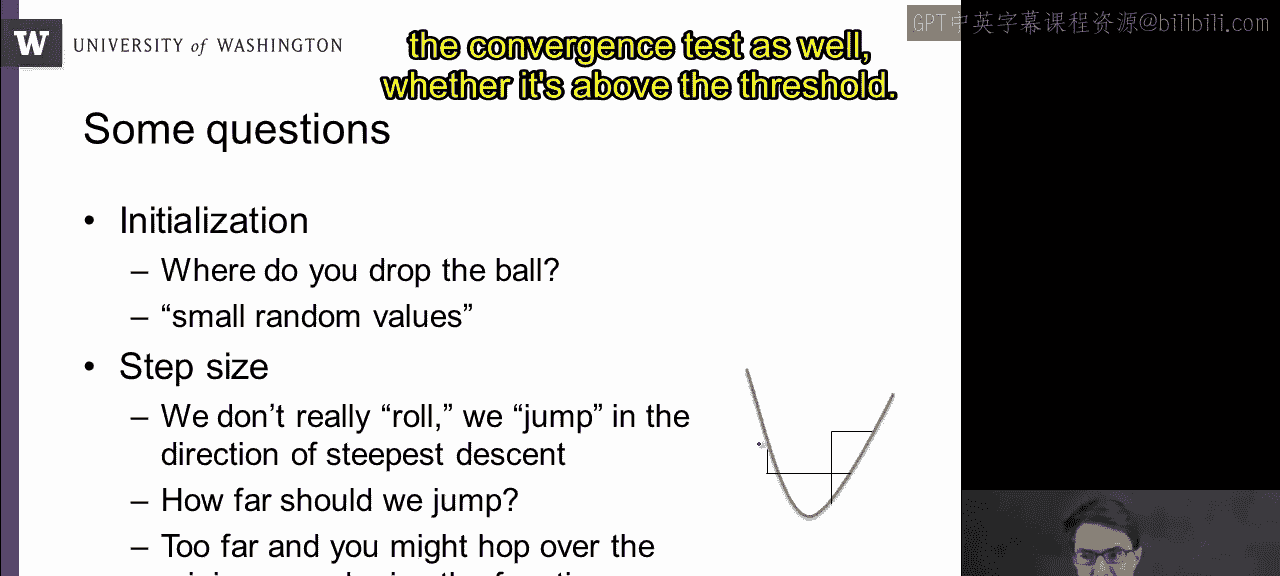 W UNIVERSITY of WASHINGTON
GPT中英字幕课程资源@bilibili.com
the convergence test as well,
whether it's above the threshold.
Some questions
• Initialization
– Where do you drop the ball?
– “small random values”
• Step size
– We don’t really “roll,” we “jump” in the
direction of steepest descent
– How far should we jump?
– Too far and you might hop over the